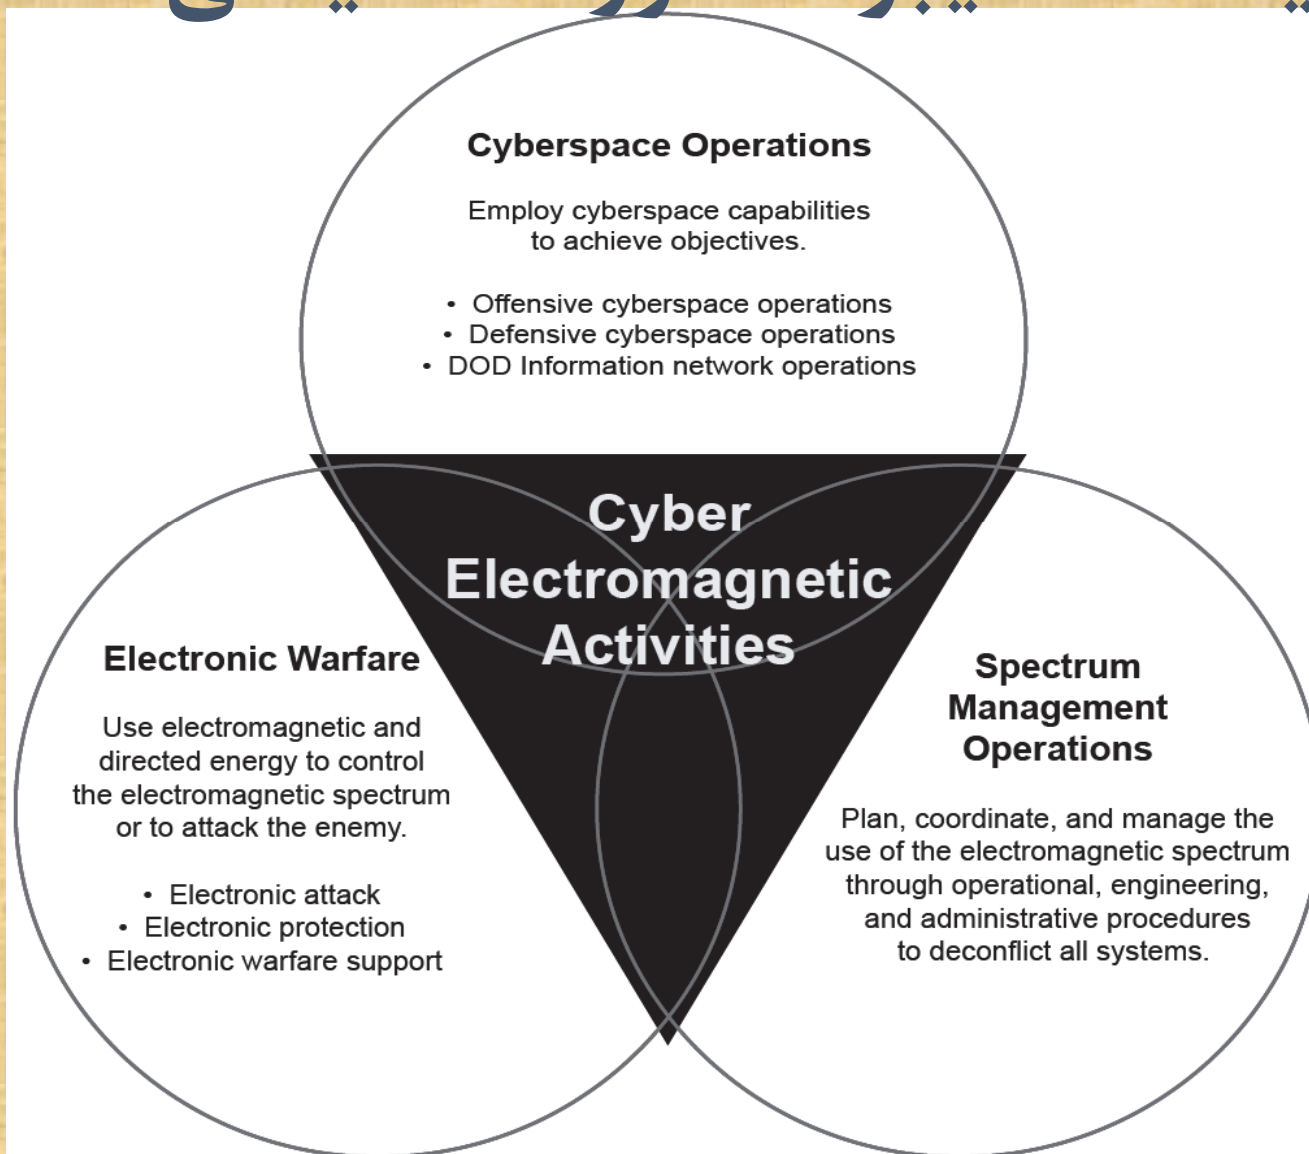 Cyberspace Operations
Employ cyberspace capabilities
to achieve objectives.
• Offensive cyberspace operations
• Defensive cyberspace operations
• DOD Information network operations
Cyber
Electromagnetic
Activities
Electronic Warfare
Use electromagnetic and
directed energy to control
the electromagnetic spectrum
or to attack the enemy.
• Electronic attack
• Electronic protection
• Electronic warfare support
Spectrum
Management
Operations
Plan, coordinate, and manage the
use of the electromagnetic spectrum
through operational, engineering,
and administrative procedures
to deconflict all systems.